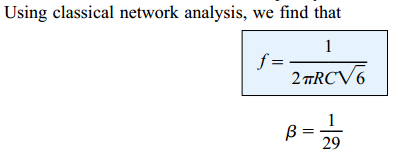 Using classical network analysis, we find that
f = 1 / 2πRC√6
β = 1 / 29